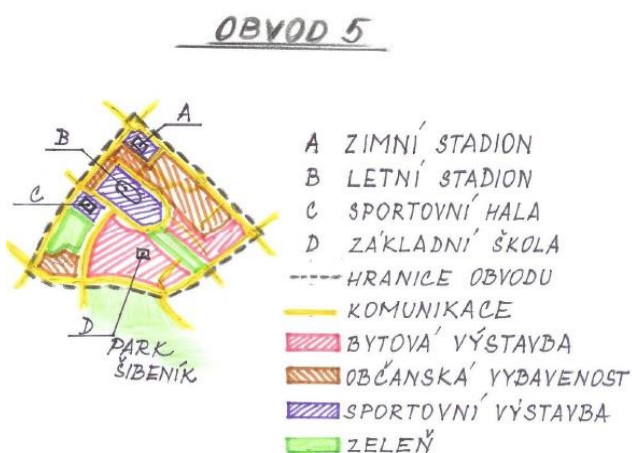 OBVOD 5
A
B
C
D
PARK
ŠIBENÍK
A ZIMNÍ STADION
B LETNÍ STADION
C SPORTOVNÍ HALA
D ZÁKLADNÍ ŠKOLA
HRANICE OBVODU
KOMUNIKACE
BYTOVÁ VÝSTAVBA
OBČANSKÁ VYBAVENOST
SPORTOVNÍ VÝSTAVBA
ZELEŇ